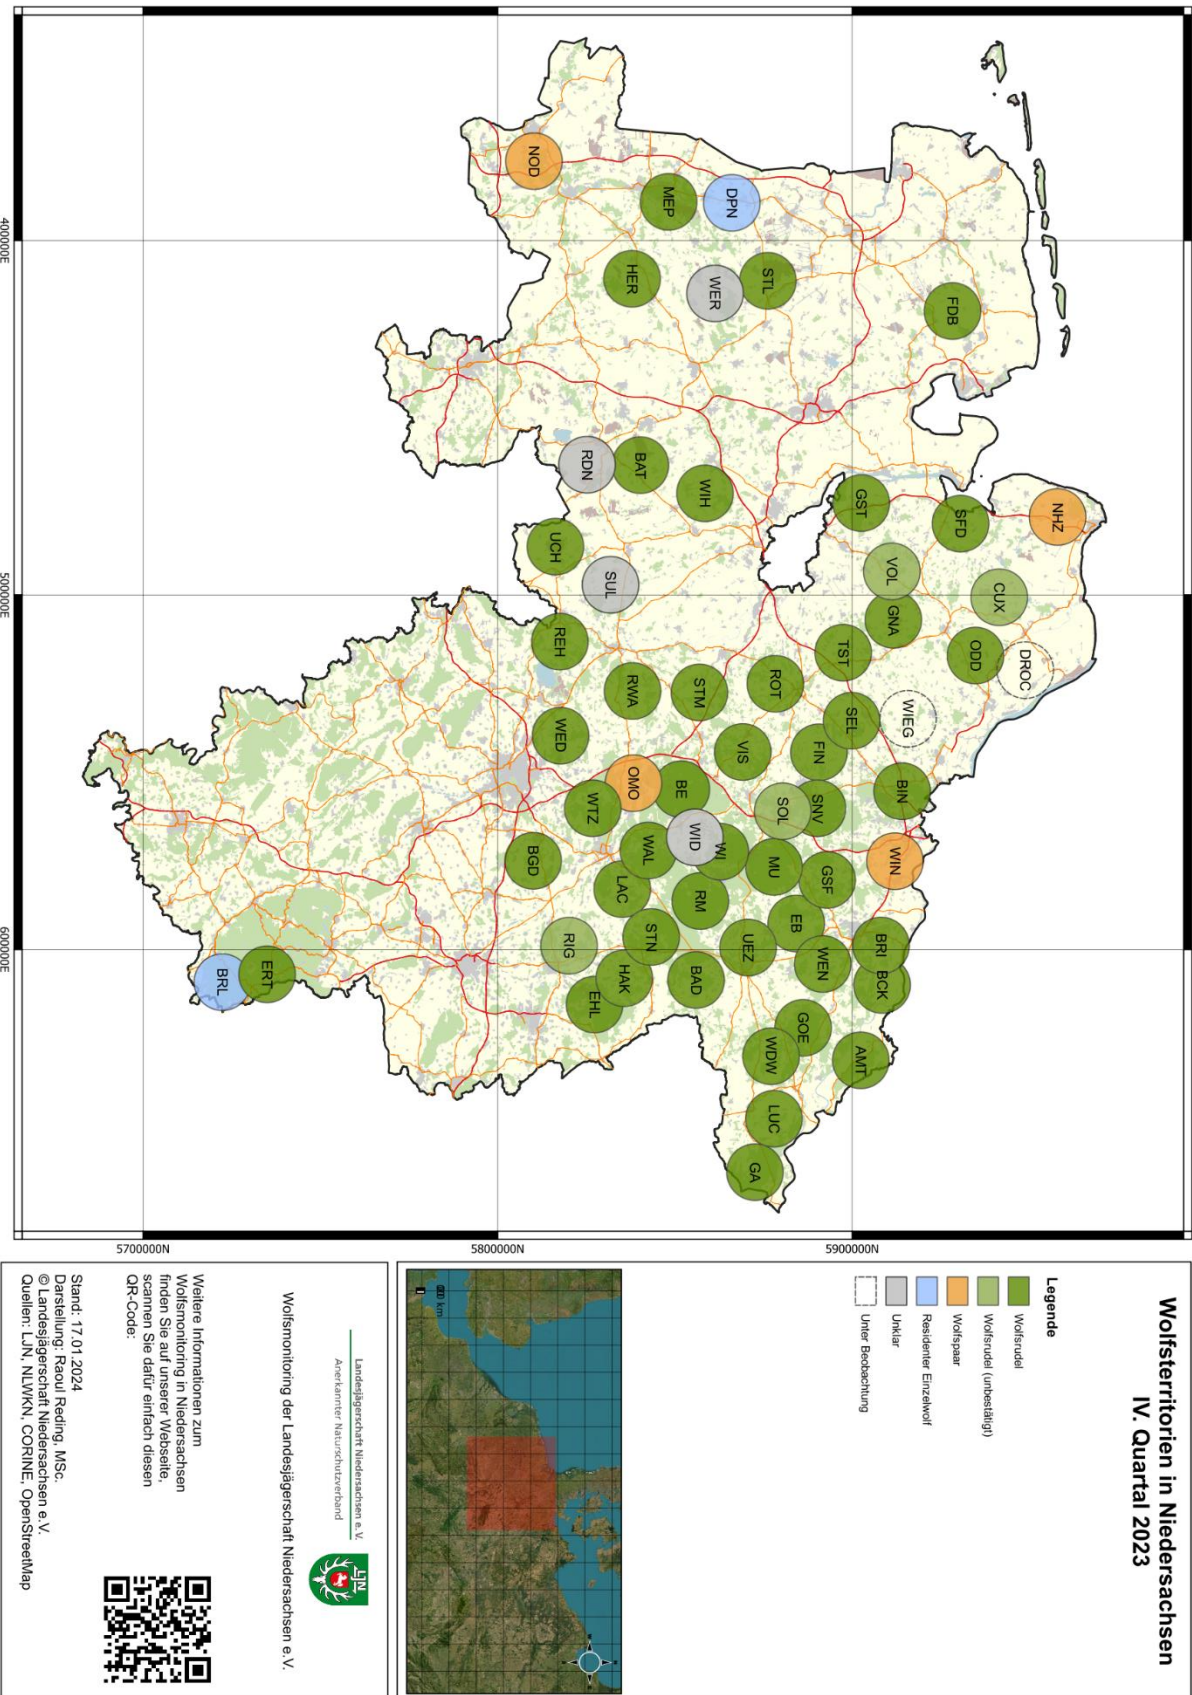 Wolfsterritorien in Niedersachsen
IV. Quartal 2023
Legende
Wolfsrudel
Wolfsrudel (unbestätigt)
Wolfspaar
Residenter Einzelwolf
Unklar
Unter Beobachtung
Landesjägerschaft Niedersachsen e. V.
Anerkannter Naturschutzverband
LJN
Wolfsmonitoring der Landesjägerschaft Niedersachsen e.V.
Weitere Informationen zum
Wolfsmonitoring in Niedersachsen
finden Sie auf unserer Webseite,
scannen Sie dafür einfach diesen
QR-Code:
Stand: 17.01.2024
Darstellung: Raoul Reding, MSc.
© Landesjägerschaft Niedersachsen e.V.
Quellen: LJN, NLWKN, CORINE, OpenStreetMap
NHZ
CUX
DROC
ODD
SFD
FDB
WIEG
BIN
WIN
GNA
VOL
GST
BRI
BCK
AMT
SEL
TST
FIN
SNV
GSF
WEN
SOL
EB
GOE
ROT
MU
LUC
WDW
STL
UEZ
VIS
GA
DPN
WER
WIH
STM
WI
WID
RM
BAD
BE
MEP
BAT
HER
RWA
OMO
WAL
STN
LAC
HAK
SUL
EHL
WTZ
RDN
RIG
REH
WED
UCH
BGD
NOD
ERT
BRL
400000E
500000E
600000E
5700000N
5800000N
5900000N